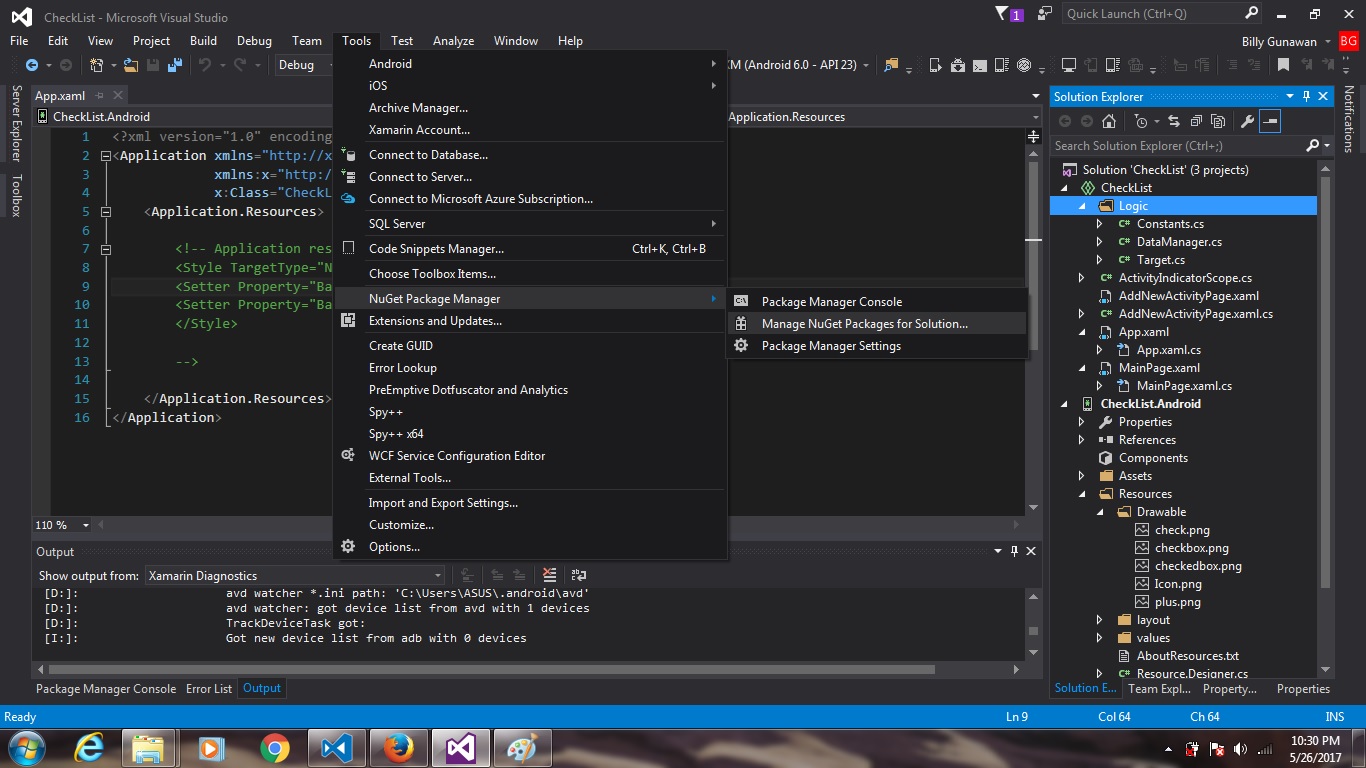 CheckList - Microsoft Visual Studio
1
Quick Launch (Ctrl+Q)
File Edit View Project Build Debug Team Tools Test Analyze Window Help
Billy Gunawan BG
Debug
KM (Android 6.0 - API 23)
Server Explorer
Toolbox
App.xaml
CheckList.Android
Application.Resources
1 <?xml version="1.0" encoding
2 <Application xmlns="http://x
3 xmlns:x="http:/
4 x:Class="CheckL
5 <Application.Resources>
6
7 <!-- Application res
8 <Style TargetType="N
9 <Setter Property="Ba
10 <Setter Property="Ba
11 </Style>
12
13 -->
14
15 </Application.Resources>
16 </Application>
110 %
Android
iOS
Archive Manager...
Xamarin Account...
Connect to Database...
Connect to Server...
Connect to Microsoft Azure Subscription...
SQL Server
Code Snippets Manager... Ctrl+K, Ctrl+B
Choose Toolbox Items...
NuGet Package Manager
Extensions and Updates...
Create GUID
Error Lookup
PreEmptive Dotfuscator and Analytics
Spy++
Spy++ x64
WCF Service Configuration Editor
External Tools...
Import and Export Settings...
Customize...
Options...
Package Manager Console
Manage NuGet Packages for Solution...
Package Manager Settings
Output
Show output from: Xamarin Diagnostics
[D:]: avd watcher *.ini path: 'C:\Users\ASUS\.android\avd'
[D:]: avd watcher: got device list from avd with 1 devices
[D:]: TrackDeviceTask got:
[I:]: Got new device list from adb with 0 devices
Package Manager Console Error List Output
Solution Explorer
Search Solution Explorer (Ctrl+;)
Solution 'CheckList' (3 projects)
CheckList
Logic
C# Constants.cs
C# DataManager.cs
C# Target.cs
C# ActivityIndicatorScope.cs
AddNewActivityPage.xaml
C# AddNewActivityPage.xaml.cs
App.xaml
App.xaml.cs
MainPage.xaml
MainPage.xaml.cs
CheckList.Android
Properties
References
Components
Assets
Resources
Drawable
check.png
checkbox.png
checkedbox.png
Icon.png
plus.png
layout
values
AboutResources.txt
C# Resource.Designer.cs
Solution E... Team Expl... Property... Properties
Notifications
Ready Ln 9 Col 64 Ch 64 INS
10:30 PM
5/26/2017